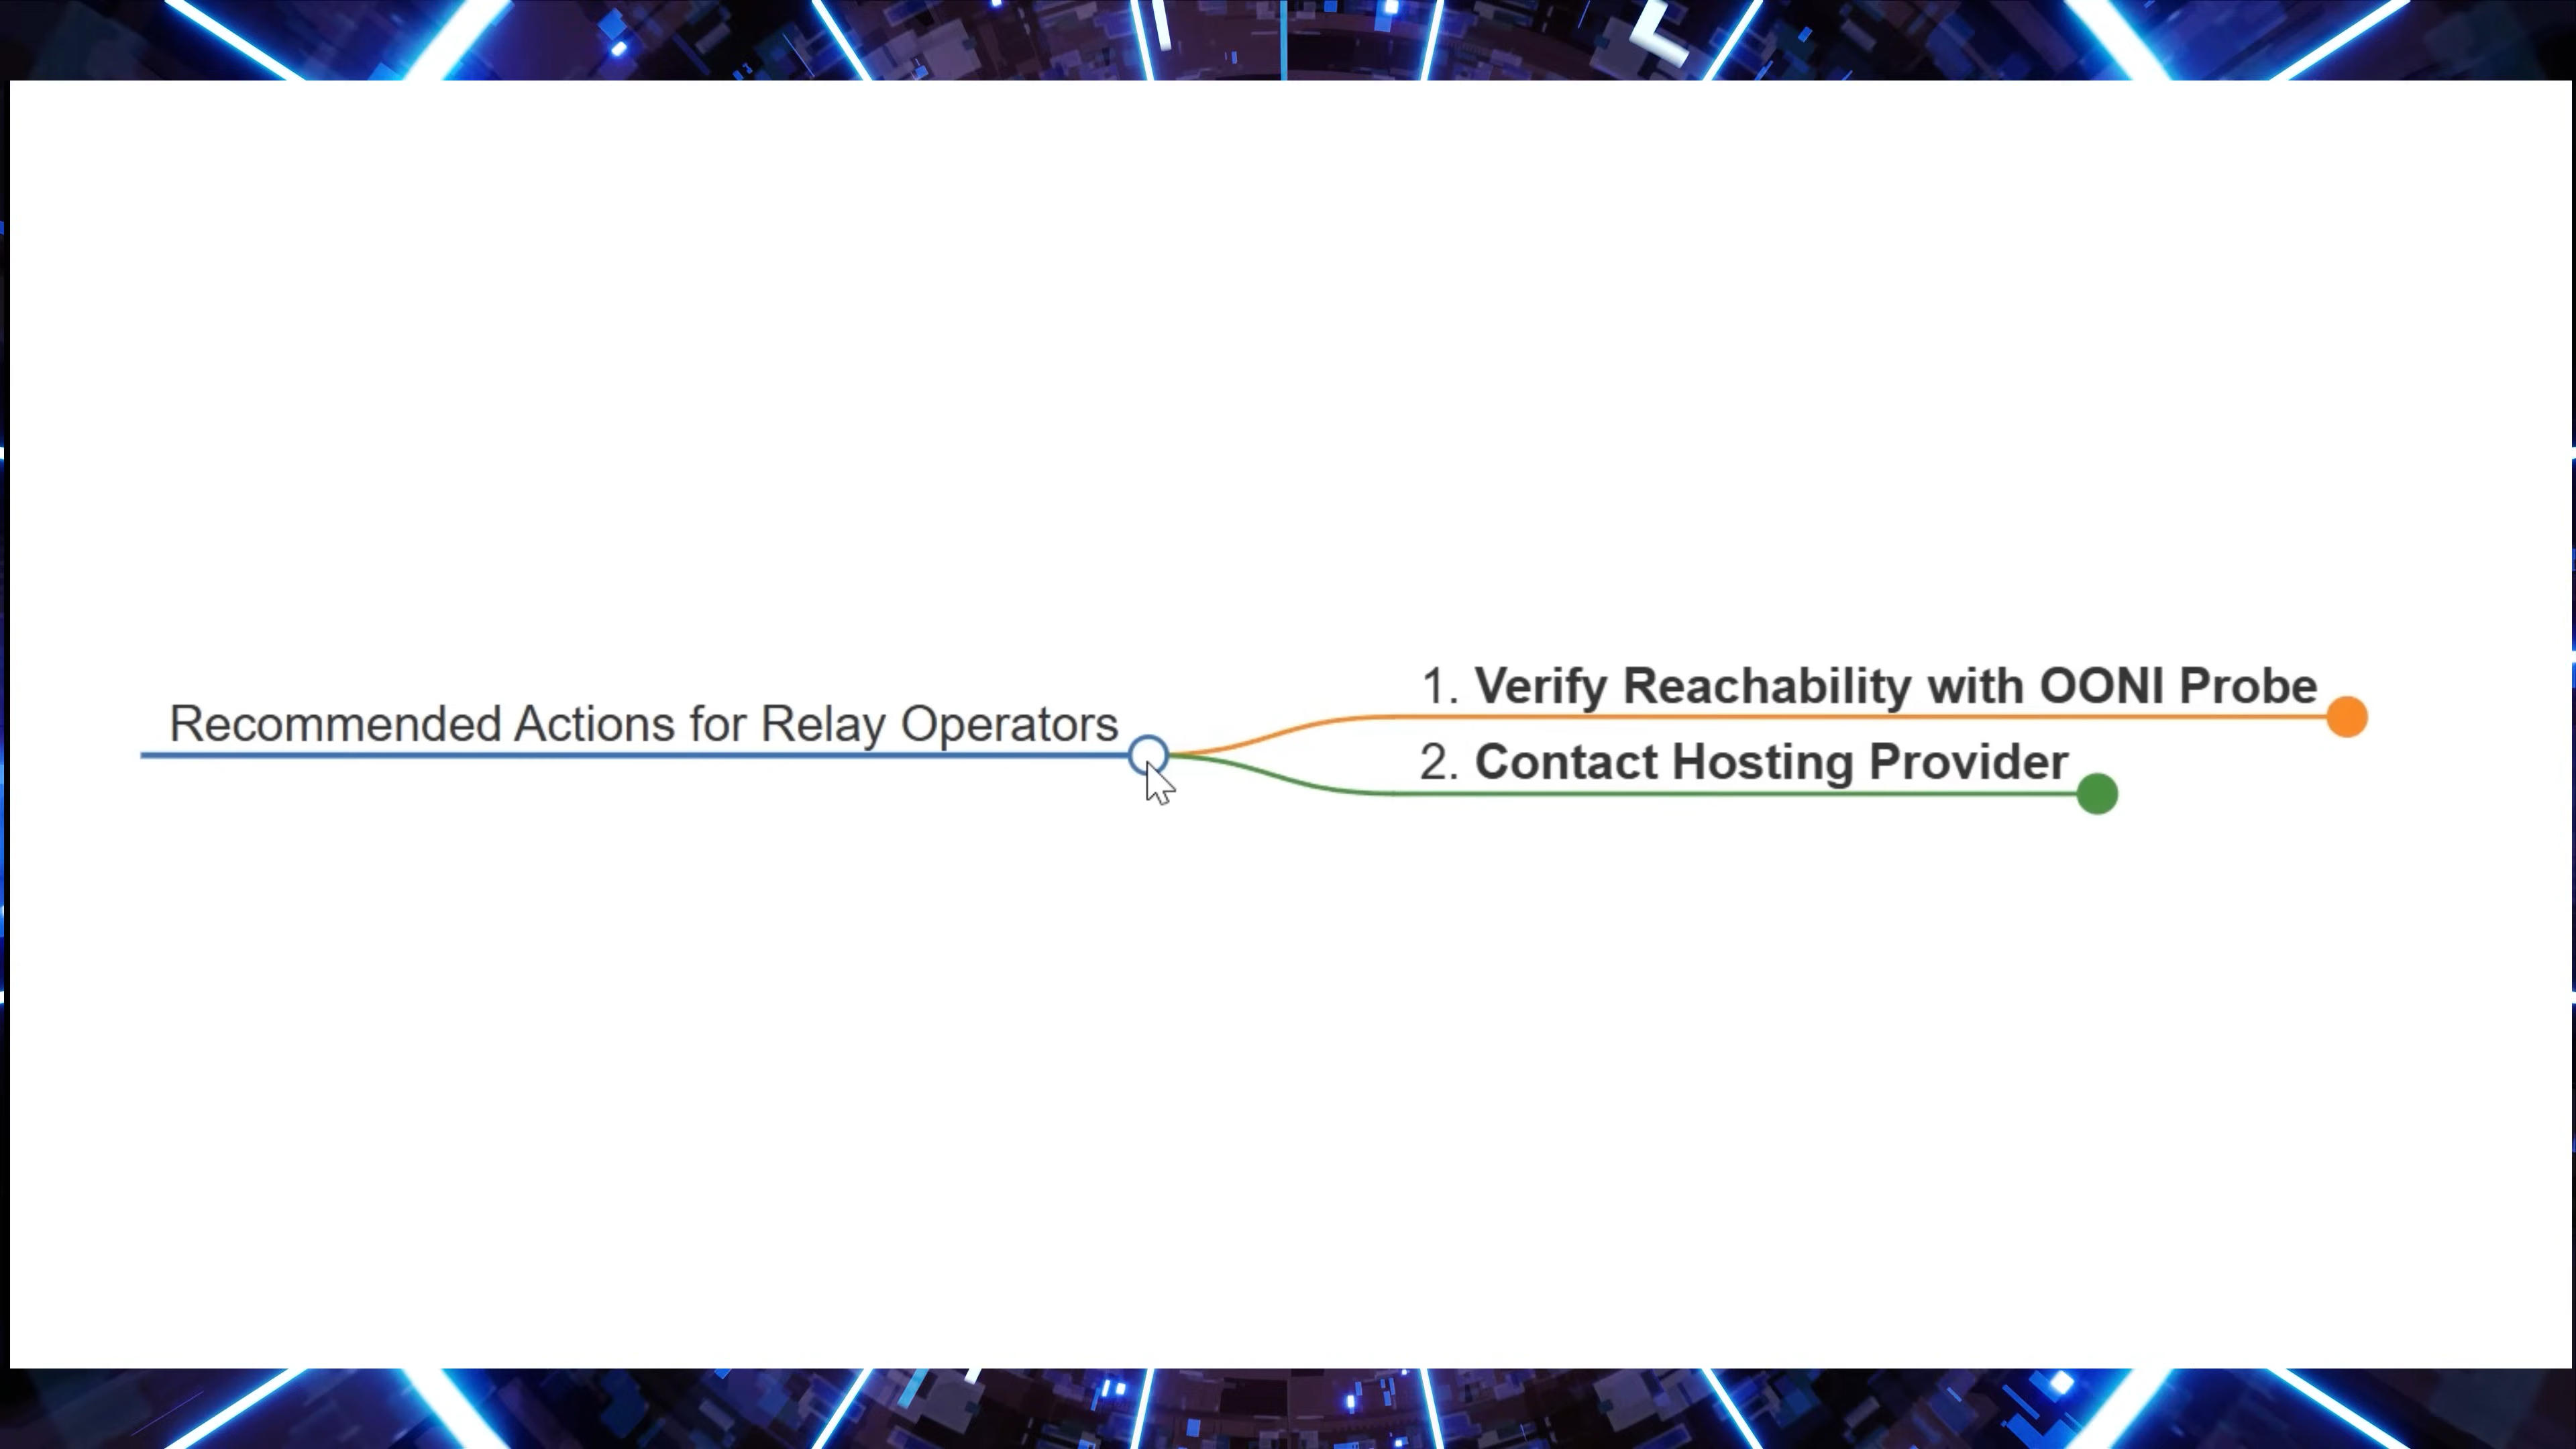 Recommended Actions for Relay Operators
1. Verify Reachability with OONI Probe
2. Contact Hosting Provider